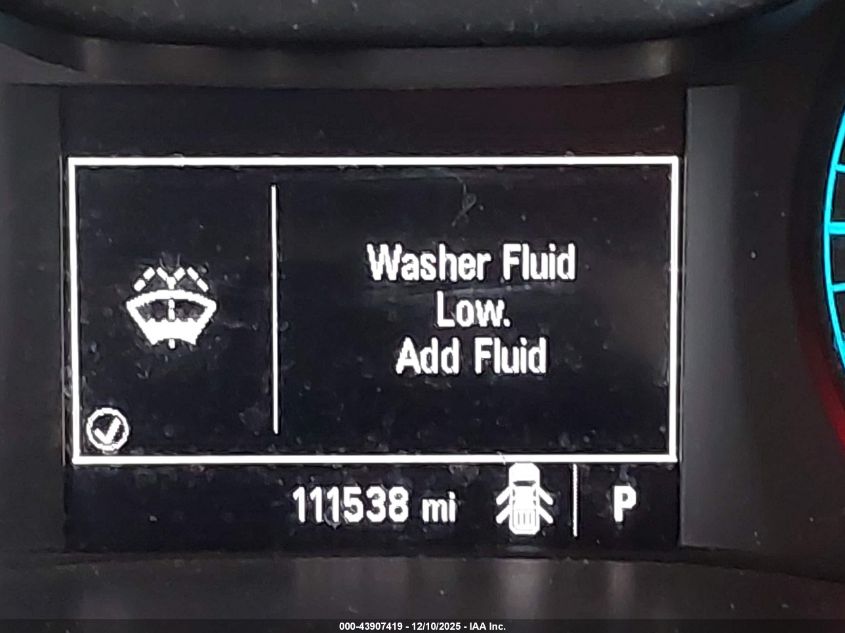 Washer Fluid
Low.
Add Fluid
111538 mi P
000-43907419 - 12/10/2025 - IAA Inc.